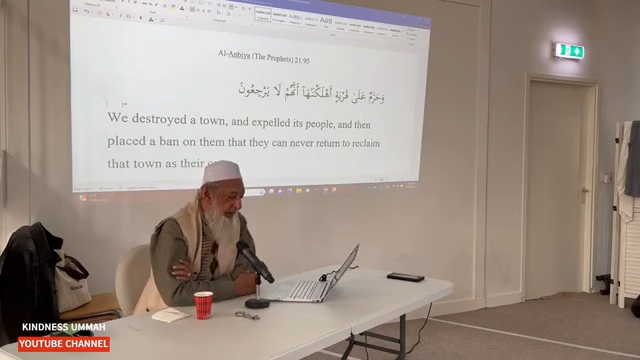 Al-Anbiya (The Prophets) 21:95
وَحَرَٰمٌ عَلَىٰ قَرْيَةٍ أَهْلَكْنَٰهَآ أَنَّهُمْ لَا يَرْجِعُونَ
We destroyed a town, and expelled its people, and then
placed a ban on them that they can never return to reclaim
that town as their
KINDNESS UMMAH
YOUTUBE CHANNEL